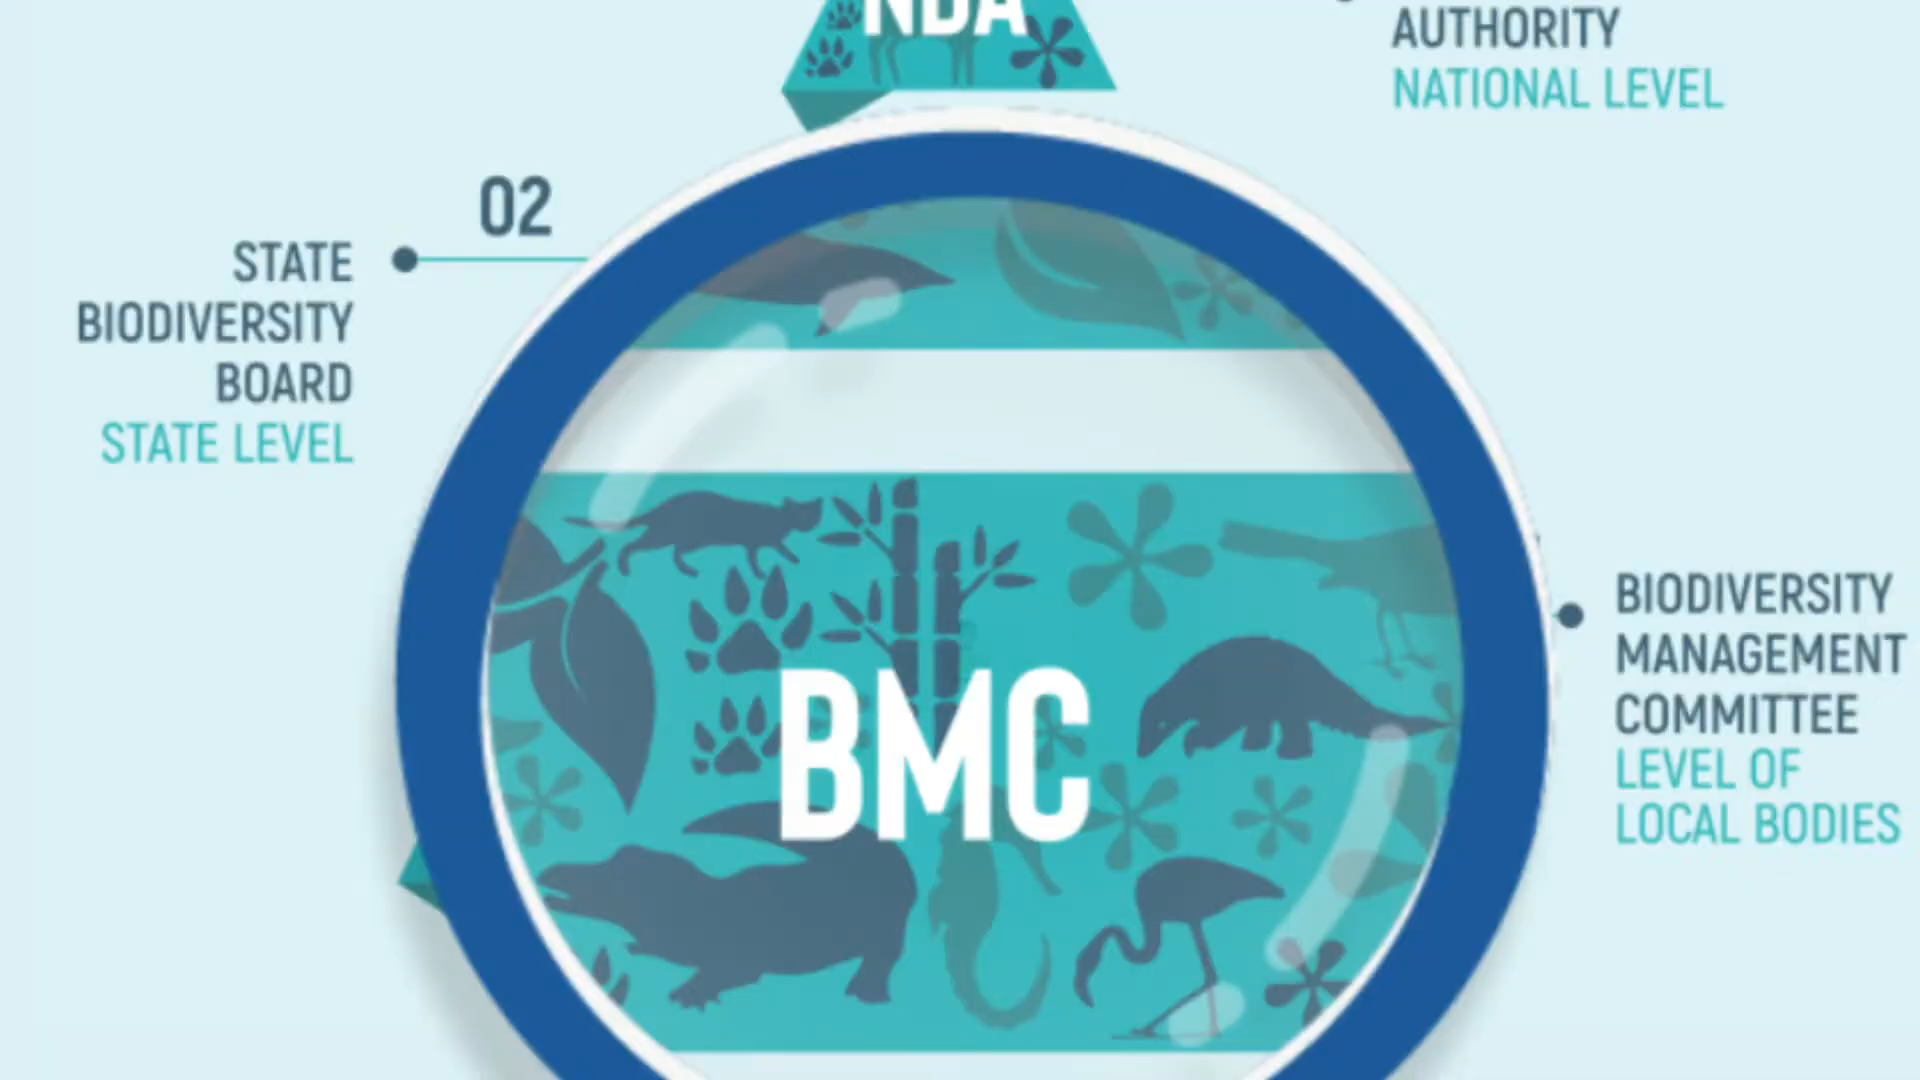 NBA
AUTHORITY
NATIONAL LEVEL
02
STATE
BIODIVERSITY
BOARD
STATE LEVEL
BMC
BIODIVERSITY
MANAGEMENT
COMMITTEE
LEVEL OF
LOCAL BODIES